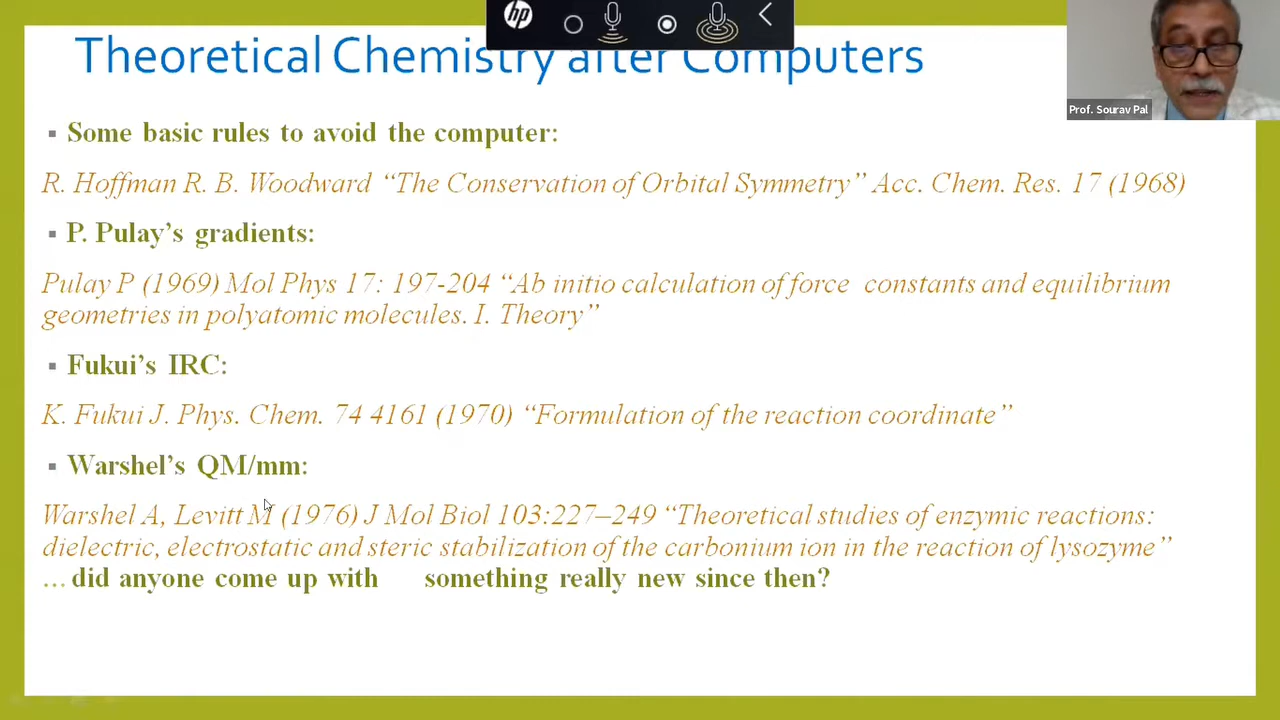 hp
Theoretical Chemistry after Computers
Prof. Sourav Pal
▪ Some basic rules to avoid the computer:
R. Hoffman R. B. Woodward “The Conservation of Orbital Symmetry” Acc. Chem. Res. 17 (1968)
▪ P. Pulay’s gradients:
Pulay P (1969) Mol Phys 17: 197-204 “Ab initio calculation of force constants and equilibrium
geometries in polyatomic molecules. I. Theory”
▪ Fukui’s IRC:
K. Fukui J. Phys. Chem. 74 4161 (1970) “Formulation of the reaction coordinate”
▪ Warshel’s QM/mm:
Warshel A, Levitt M (1976) J Mol Biol 103:227–249 “Theoretical studies of enzymic reactions:
dielectric, electrostatic and steric stabilization of the carbonium ion in the reaction of lysozyme”
…did anyone come up with something really new since then?